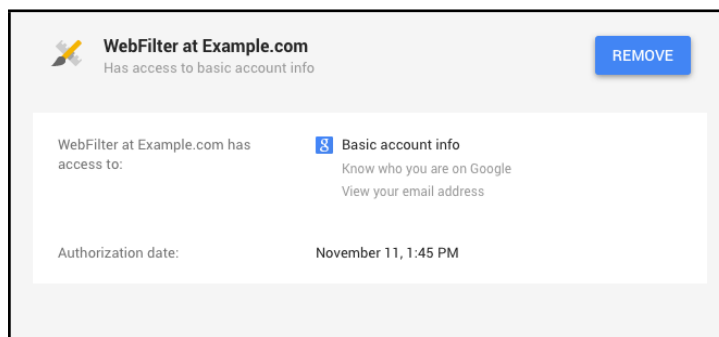 WebFilter at Example.com
Has access to basic account info
REMOVE
WebFilter at Example.com has
access to:
8 Basic account info
Know who you are on Google
View your email address
Authorization date:
November 11, 1:45 PM